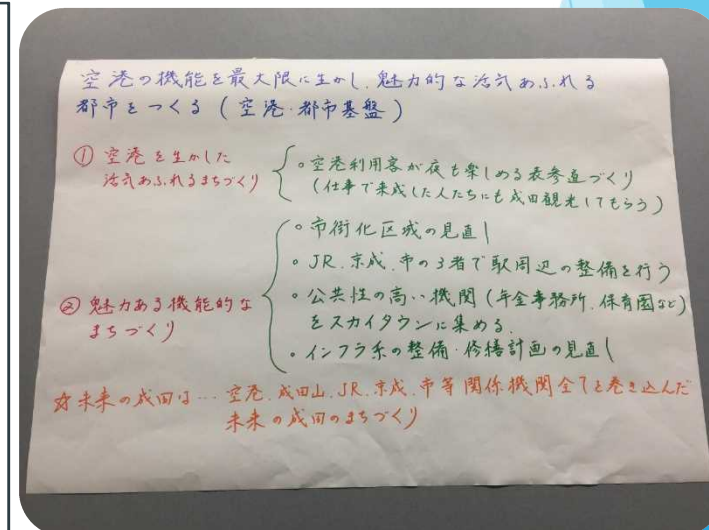 空港の機能を最大限に生かし、魅力的な活気あふれる
都市をつくる(空港・都市基盤)
① 空港を生かした
活気あふれるまちづくり
○空港利用客が夜も楽しめる表参道づくり
(仕事で来成した人たちにも成田観光してもらう)
② 魅力ある機能的な
まちづくり
○市街化区域の見直し
○JR、京成、市の3者で駅周辺の整備を行う
○公共性の高い機関(年金事務所、保育園など)
をスカイタウンに集める。
○インフラ系の整備・修繕計画の見直し
☆未来の成田は… 空港、成田山、JR、京成、市等関係機関全てを巻き込んだ
未来の成田のまちづくり